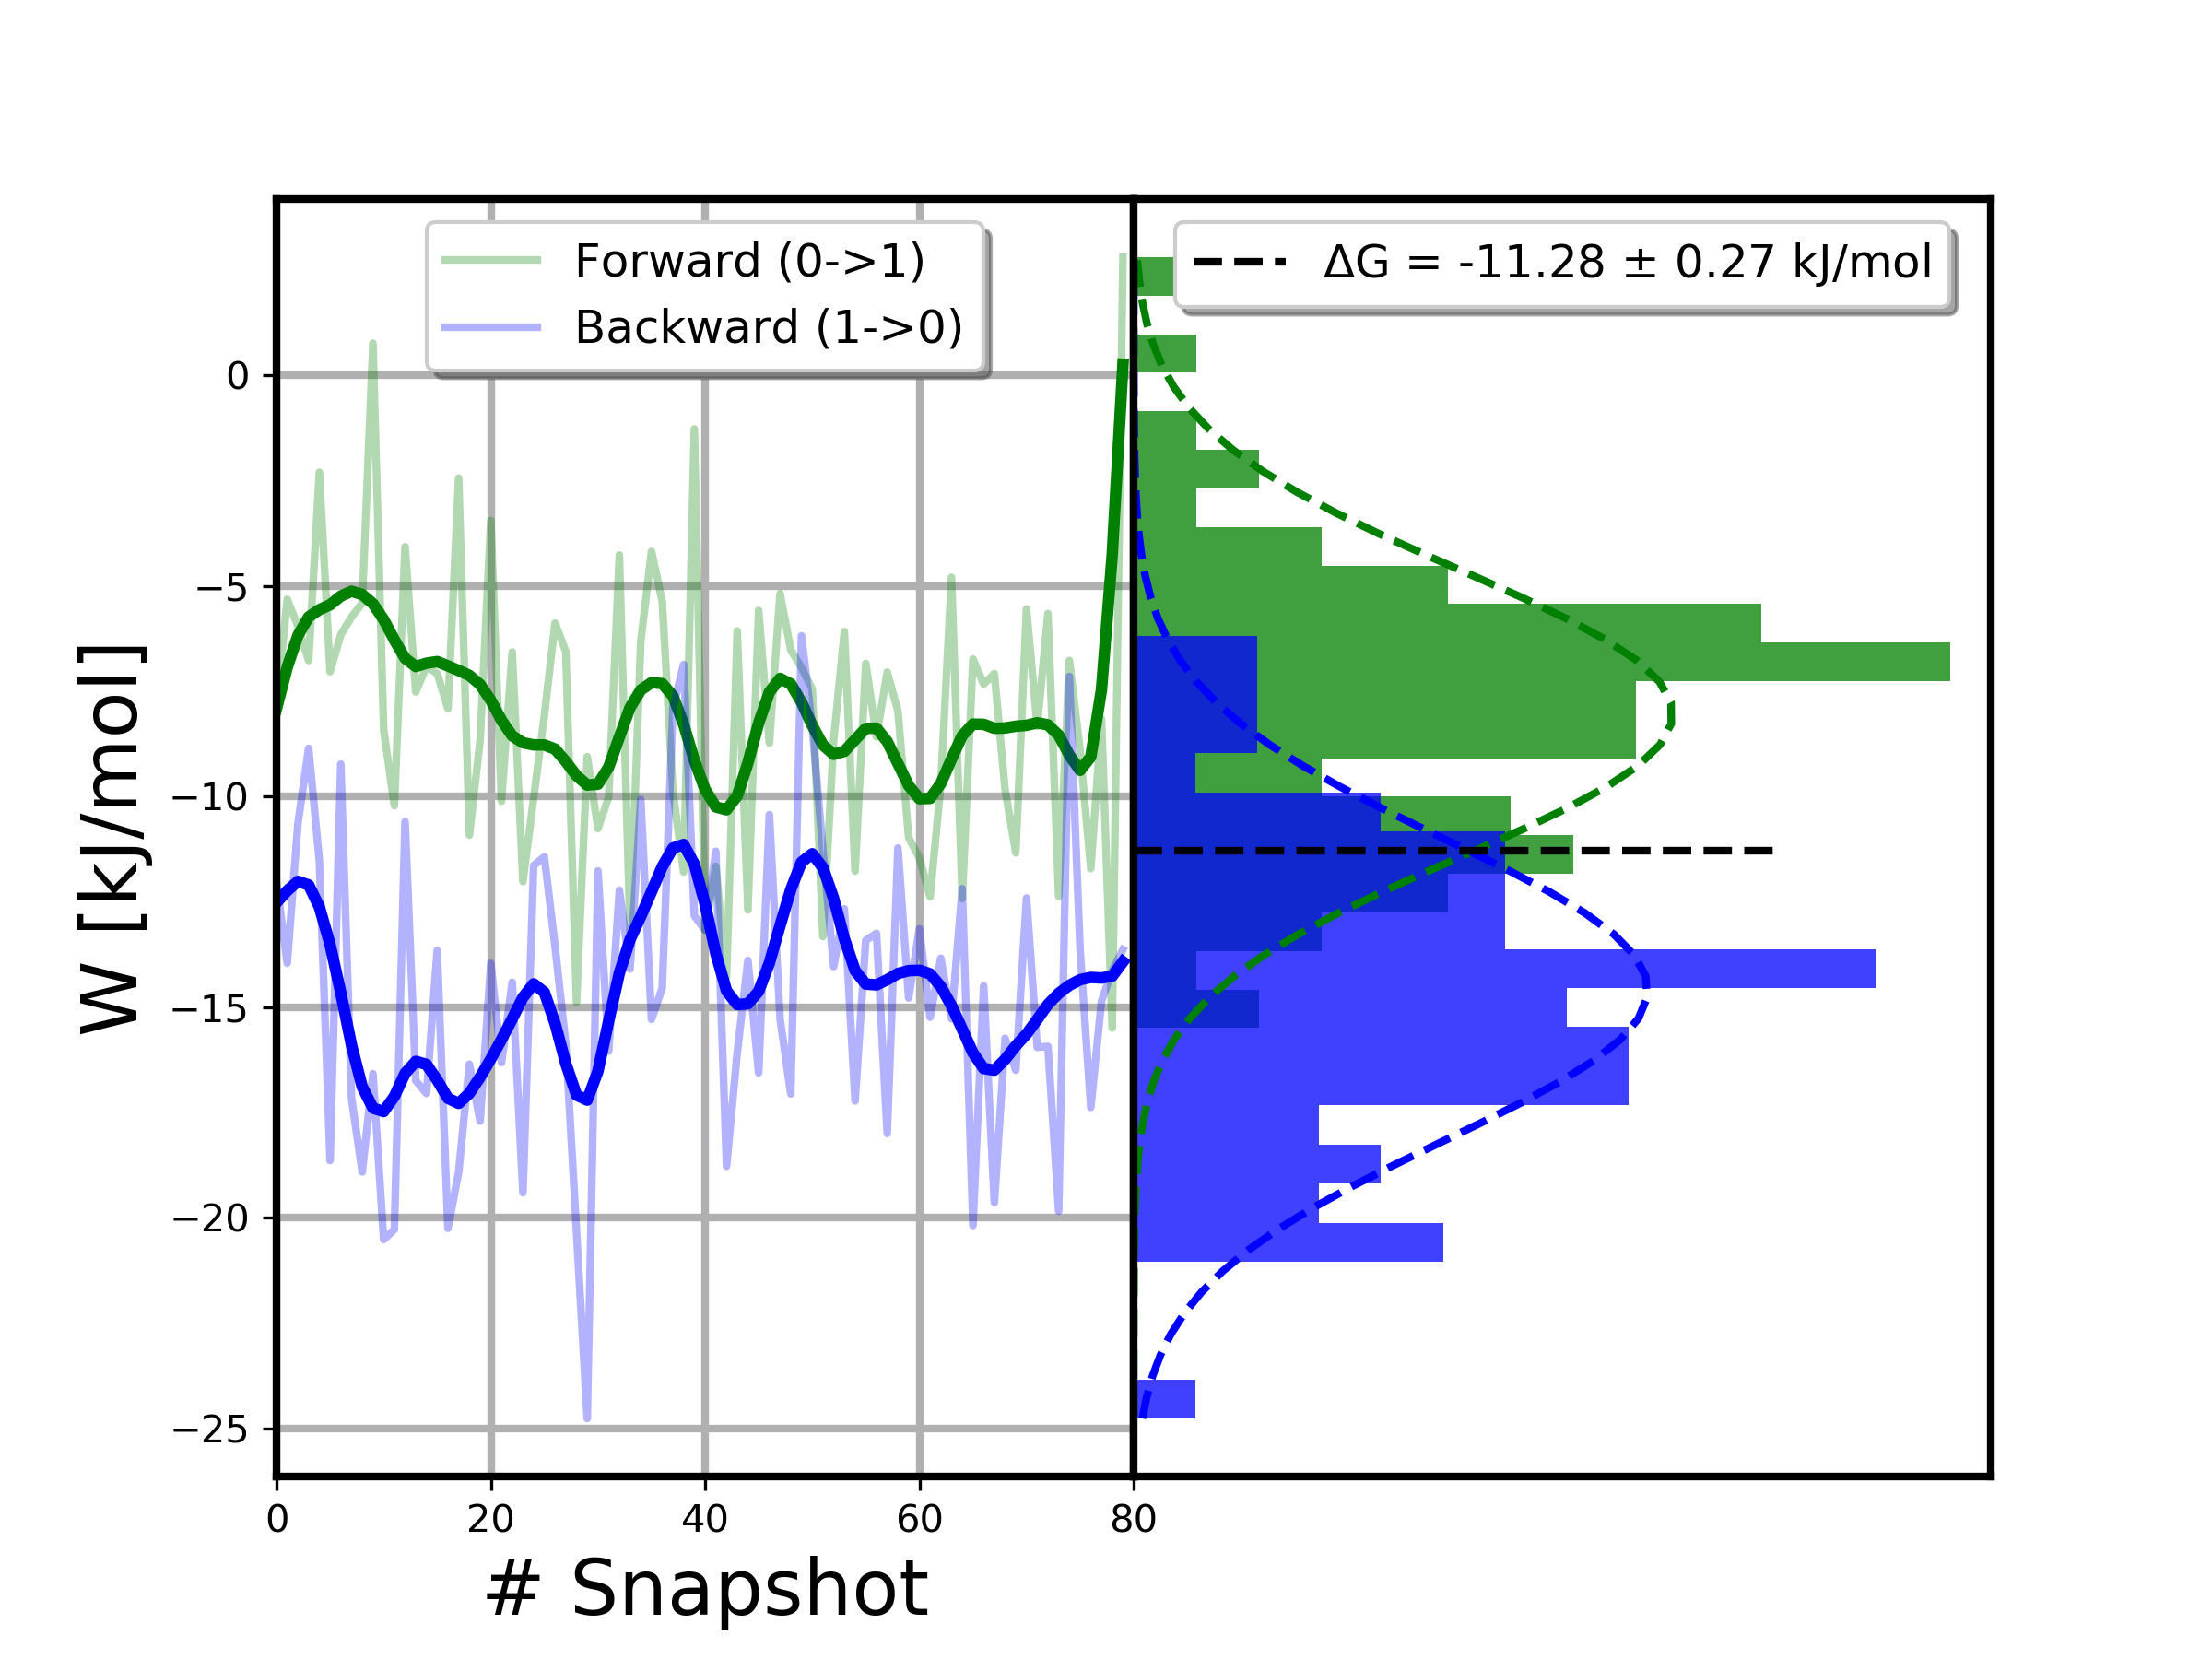 Forward (0->1)
Backward (1->0)
ΔG = -11.28 ± 0.27 kJ/mol
W [kJ/mol]
0
−5
−10
−15
−20
−25
0 20 40 60 80
# Snapshot